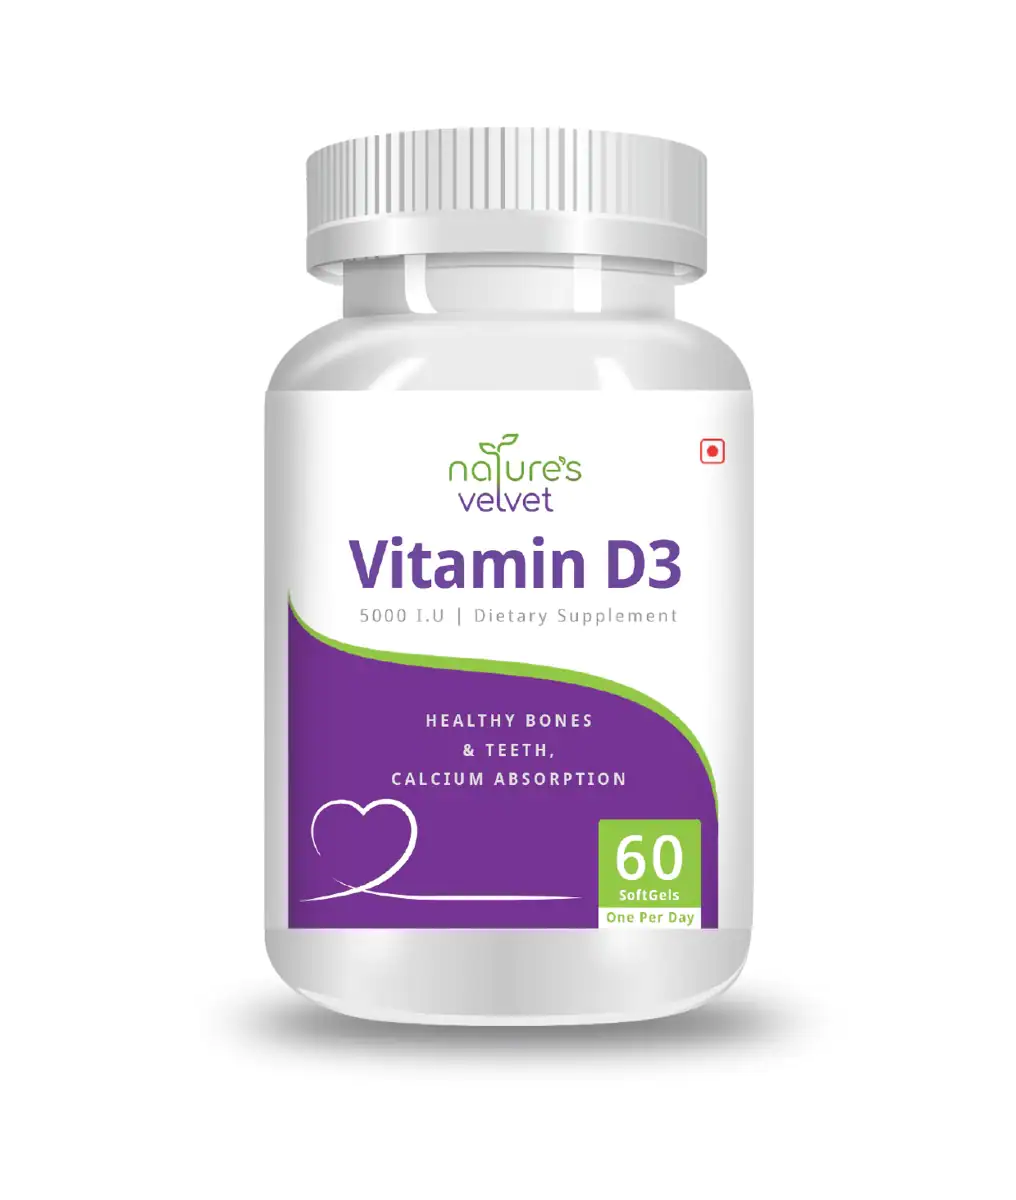 nature's
velvet
Vitamin D3
5000 I.U | Dietary Supplement
HEALTHY BONES
& TEETH,
CALCIUM ABSORPTION
60
SoftGels
One Per Day